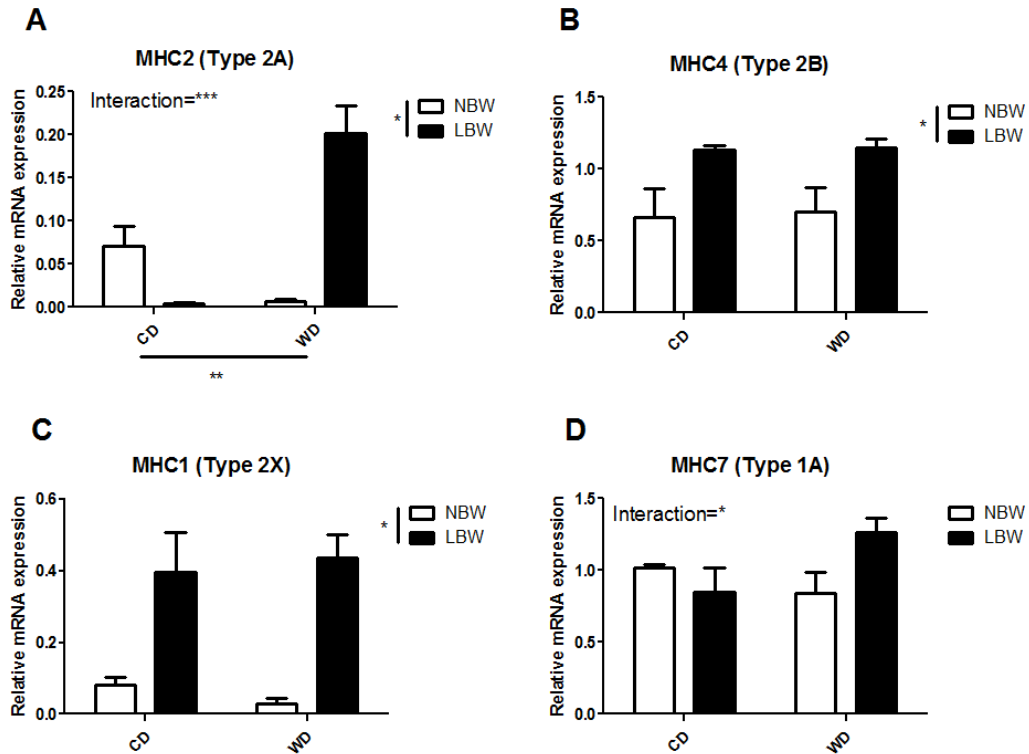 A
MHC2 (Type 2A)
Relative mRNA expression
0.25
0.20
0.15
0.10
0.05
0.00
Interaction=***
*
NBW
LBW
CD
WD
**
B
MHC4 (Type 2B)
Relative mRNA expression
1.5
1.0
0.5
0.0
*
NBW
LBW
CD
WD
C
MHC1 (Type 2X)
Relative mRNA expression
0.6
0.4
0.2
0.0
*
NBW
LBW
CD
WD
D
MHC7 (Type 1A)
Relative mRNA expression
1.5
1.0
0.5
0.0
Interaction=*
NBW
LBW
CD
WD